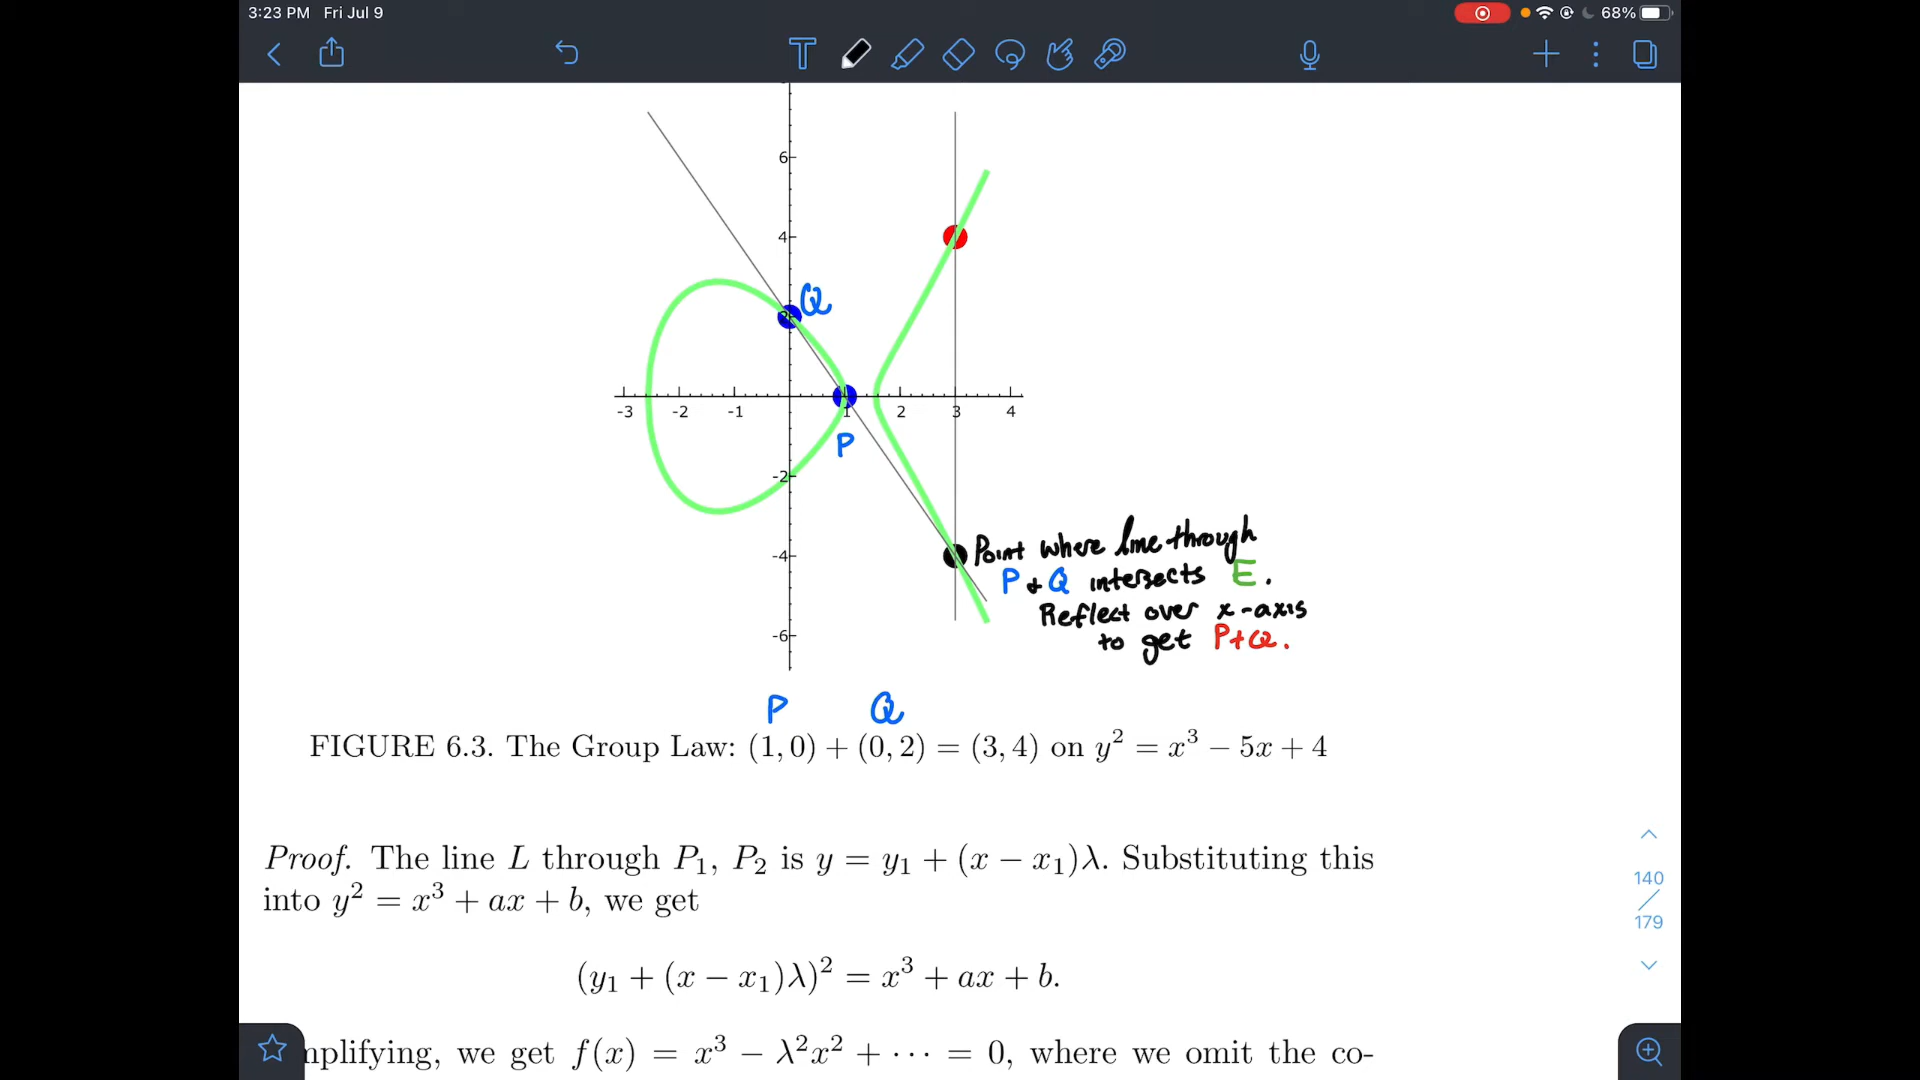 3:23 PM Fri Jul 9
68%
6
4
Q
2
-3 -2 -1 1 2 3 4
P
-2
-4
Point where line through
P + Q intersects E.
Reflect over x-axis
to get P+Q.
-6
P Q
FIGURE 6.3. The Group Law: (1, 0) + (0, 2) = (3, 4) on y² = x³ − 5x + 4
Proof. The line L through P₁, P₂ is y = y₁ + (x − x₁)λ. Substituting this
into y² = x³ + ax + b, we get
140
179
(y₁ + (x − x₁)λ)² = x³ + ax + b.
mplifying, we get f(x) = x³ − λ²x² + ··· = 0, where we omit the co-